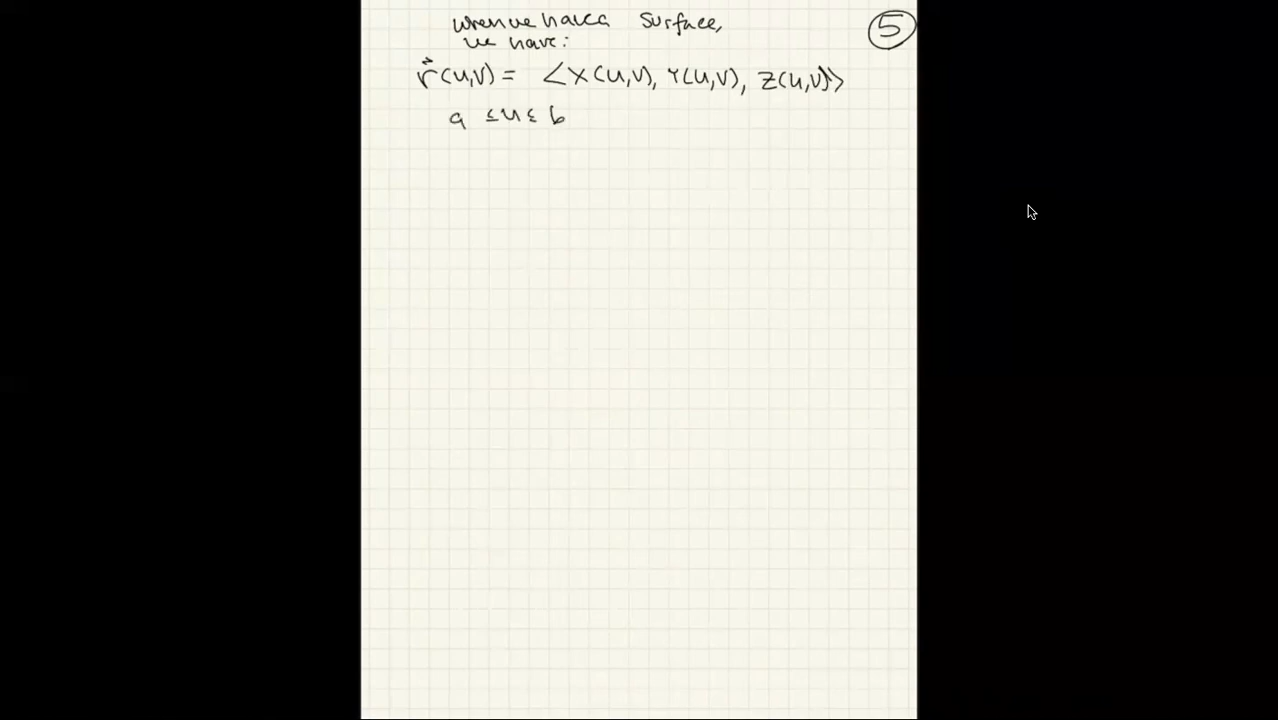 when we have a surface,
we have:
r⃗(u,v) = <x(u,v), y(u,v), z(u,v)>
a ≤ u ≤ b
5